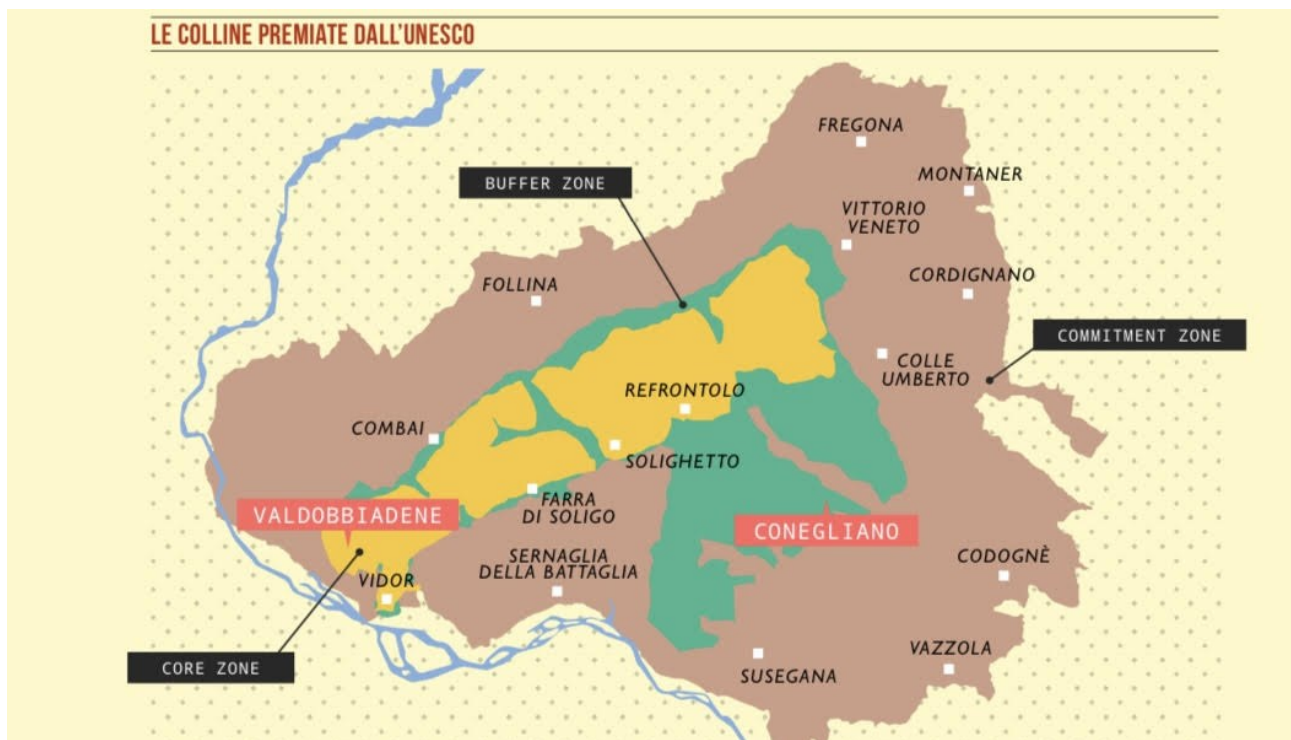 LE COLLINE PREMIATE DALL'UNESCO
FREGONA
MONTANER
BUFFER ZONE
VITTORIO
VENETO
CORDIGNANO
FOLLINA
COMMITMENT ZONE
COLLE
UMBERTO
REFRONTOLO
COMBAI
SOLIGHETTO
FARRA
DI SOLIGO
VALDOBBIADENE
CONEGLIANO
SERNAGLIA
DELLA BATTAGLIA
CODOGNÈ
VIDOR
VAZZOLA
CORE ZONE
SUSEGANA